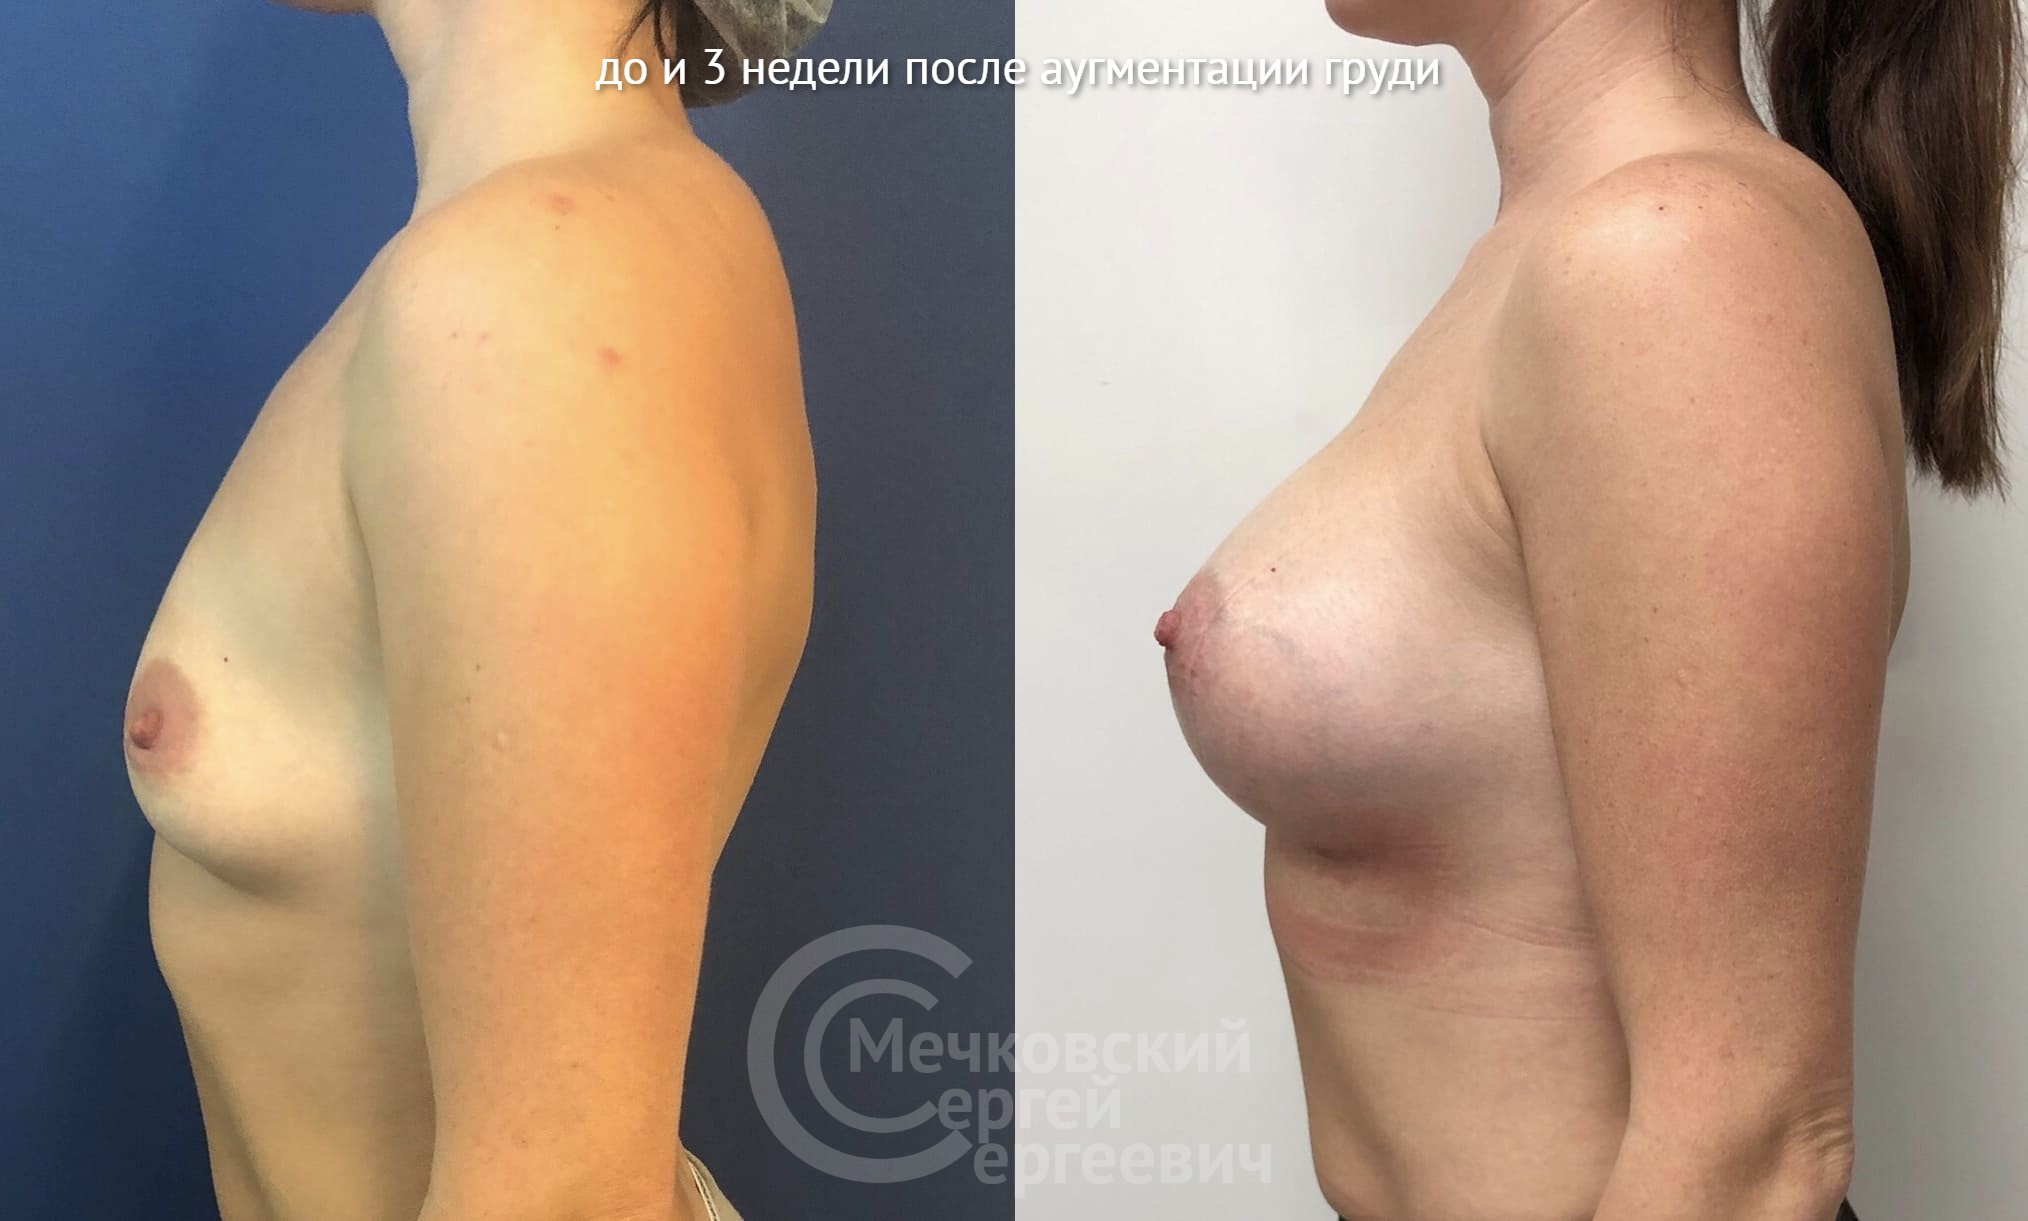 до и 3 недели после аугментации груди
Мечковский
Сергей
Сергеевич